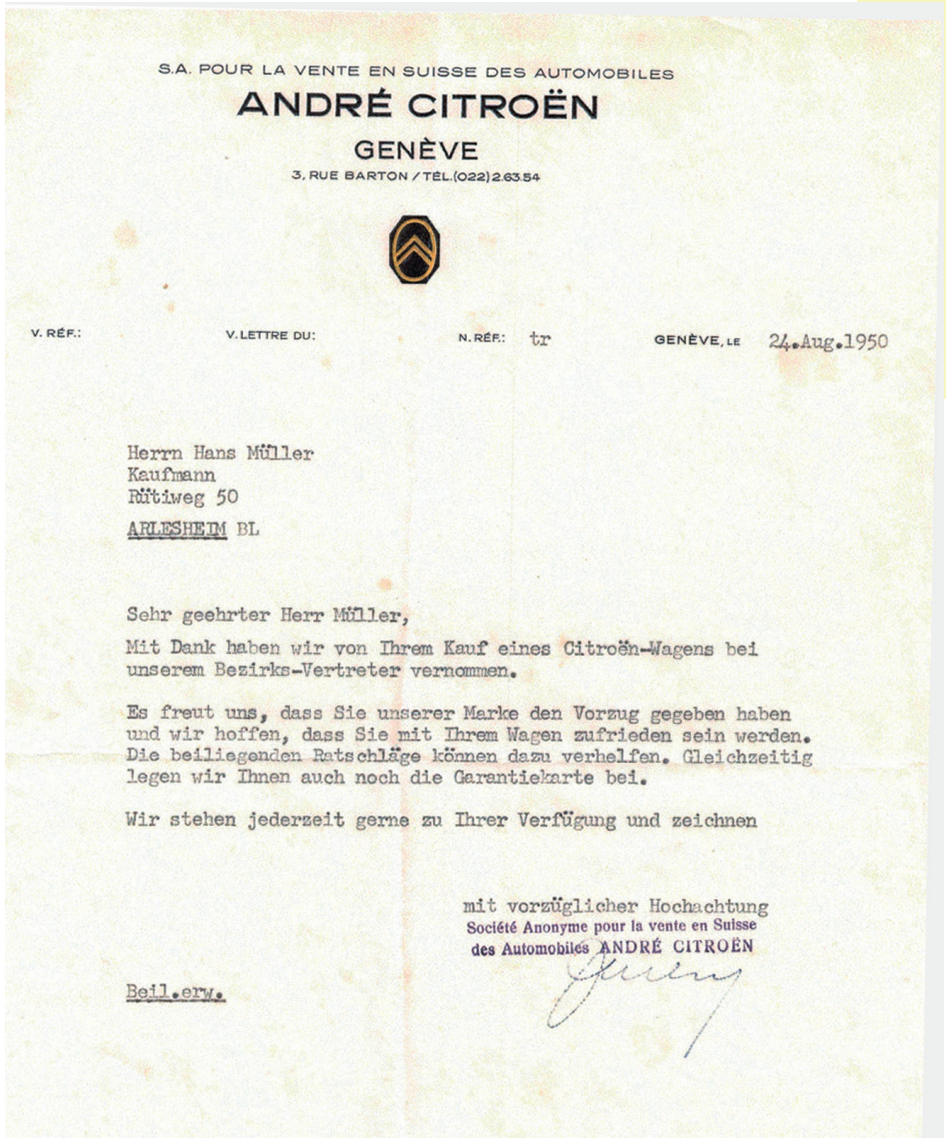 S.A. POUR LA VENTE EN SUISSE DES AUTOMOBILES
ANDRÉ CITROËN
GENÈVE
3, RUE BARTON / TÉL. (022) 2.63.54
V. RÉF.: V. LETTRE DU: N. RÉF.: tr GENÈVE, LE 24.Aug.1950
Herrn Hans Müller
Kaufmann
Rütiweg 50
ARLESHEIM BL
Sehr geehrter Herr Müller,
Mit Dank haben wir von Ihrem Kauf eines Citroën-Wagens bei
unserem Bezirks-Vertreter vernommen.
Es freut uns, dass Sie unserer Marke den Vorzug gegeben haben
und wir hoffen, dass Sie mit Ihrem Wagen zufrieden sein werden.
Die beiliegenden Ratschläge können dazu verhelfen. Gleichzeitig
legen wir Ihnen auch noch die Garantiekarte bei.
Wir stehen jederzeit gerne zu Ihrer Verfügung und zeichnen
mit vorzüglicher Hochachtung
Société Anonyme pour la vente en Suisse
des Automobiles ANDRÉ CITROËN
Beil.erw.